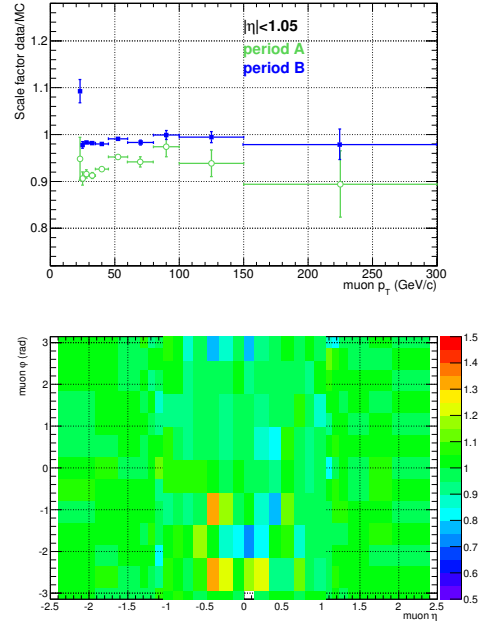 Scale factor data/MC
|η|<1.05
period A
period B
1.2
1.1
1
0.9
0.8
0 50 100 150 200 250 300
muon p_T (GeV/c)
muon φ (rad)
3
2
1
0
-1
-2
-3
-2.5 -2 -1.5 -1 -0.5 0 0.5 1 1.5 2 2.5
muon η
1.5
1.4
1.3
1.2
1.1
1
0.9
0.8
0.7
0.6
0.5